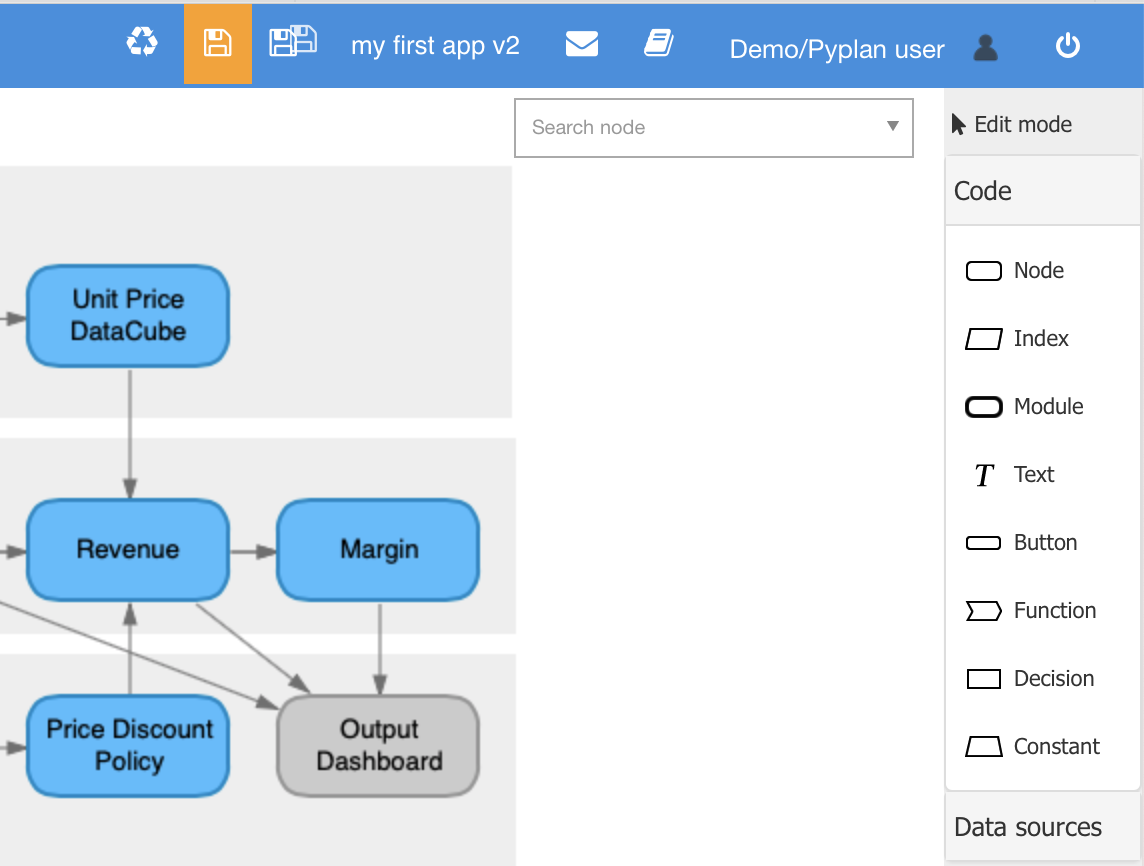 my first app v2
Demo/Pyplan user
Search node
Edit mode
Code
Node
Index
Module
T Text
Button
Function
Decision
Constant
Data sources
Unit Price
DataCube
Revenue
Margin
Price Discount
Policy
Output
Dashboard